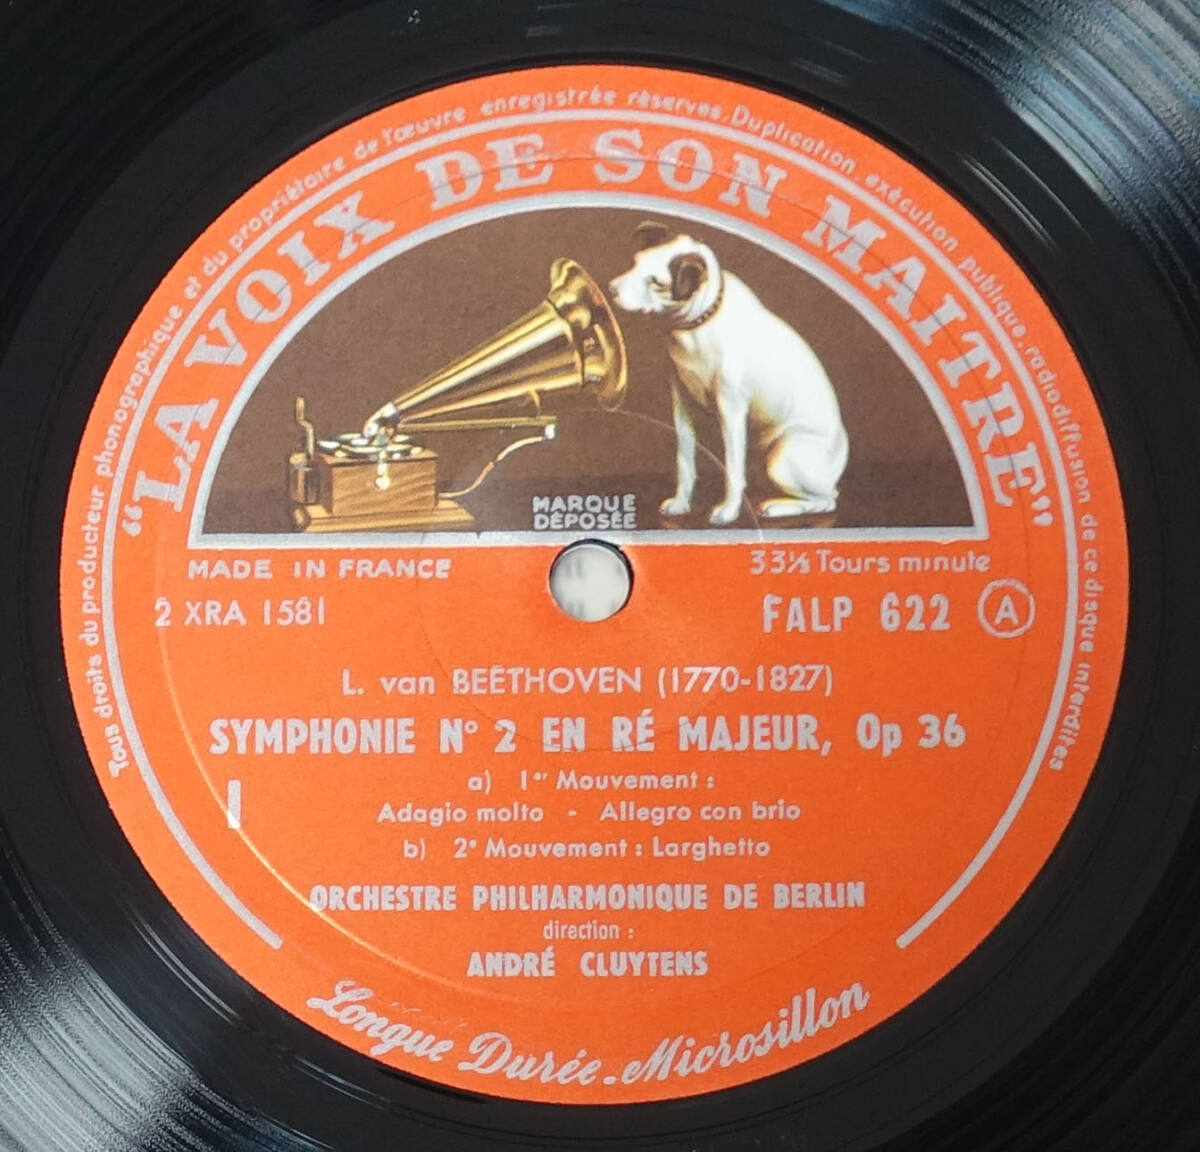 Tous droits du producteur phonographique et du propriétaire de l'œuvre enregistrée réservés. Duplication, exécution publique, radiodiffusion de ce disque interdites
"LA VOIX DE SON MAITRE"
MARQUE
DÉPOSÉE
MADE IN FRANCE
33⅓ Tours minute
2 XRA 1581
FALP 622 A
L. van BEETHOVEN (1770-1827)
SYMPHONIE N° 2 EN RÉ MAJEUR, Op 36
a) 1er Mouvement :
Adagio molto - Allegro con brio
b) 2e Mouvement : Larghetto
I
ORCHESTRE PHILHARMONIQUE DE BERLIN
direction :
ANDRÉ CLUYTENS
Longue Durée - Microsillon